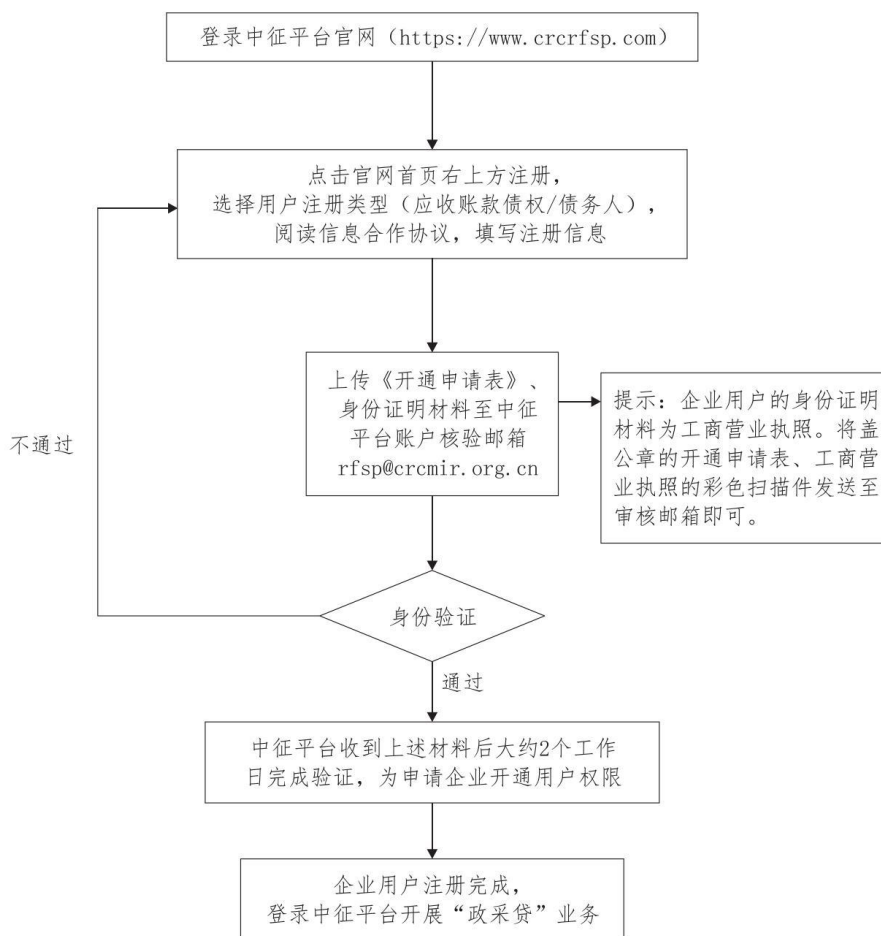 登录中征平台官网（https://www.crcrfsp.com）
点击官网首页右上方注册，
选择用户注册类型（应收账款债权/债务人），
阅读信息合作协议，填写注册信息
上传《开通申请表》、
身份证明材料至中征
平台账户核验邮箱
rfsp@crcmir.org.cn
提示：企业用户的身份证明
材料为工商营业执照。将盖
公章的开通申请表、工商营
业执照的彩色扫描件发送至
审核邮箱即可。
不通过
身份验证
通过
中征平台收到上述材料后大约2个工作
日完成验证，为申请企业开通用户权限
企业用户注册完成，
登录中征平台开展“政采贷”业务